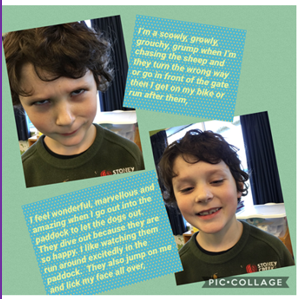 I'm a scowly, growly,
grouchy, grump when I'm
chasing the sheep and
they turn the wrong way
or go in front of the gate
then I get on my bike or
run after them,
I feel wonderful, marvellous and
amazing when I go out into the
paddock to let the dogs out,
They dive out because they are
so happy. I like watching them
run around excitedly in the
paddock. They also jump on me
and lick my face all over,
PIC•COLLAGE